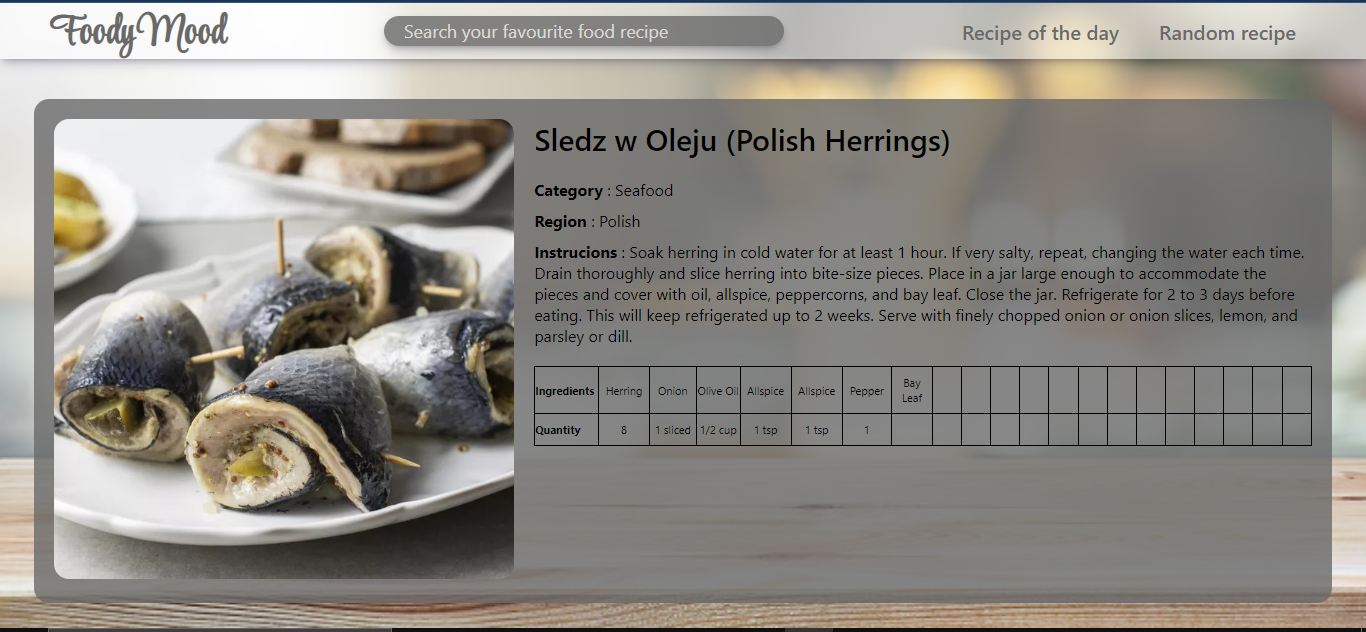 FoodyMood
Search your favourite food recipe
Recipe of the day
Random recipe
Sledz w Oleju (Polish Herrings)
Category : Seafood
Region : Polish
Instrucions : Soak herring in cold water for at least 1 hour. If very salty, repeat, changing the water each time.
Drain thoroughly and slice herring into bite-size pieces. Place in a jar large enough to accommodate the
pieces and cover with oil, allspice, peppercorns, and bay leaf. Close the jar. Refrigerate for 2 to 3 days before
eating. This will keep refrigerated up to 2 weeks. Serve with finely chopped onion or onion slices, lemon, and
parsley or dill.
Ingredients Herring Onion Olive Oil Allspice Allspice Pepper Bay Leaf
Quantity 8 1 sliced 1/2 cup 1 tsp 1 tsp 1